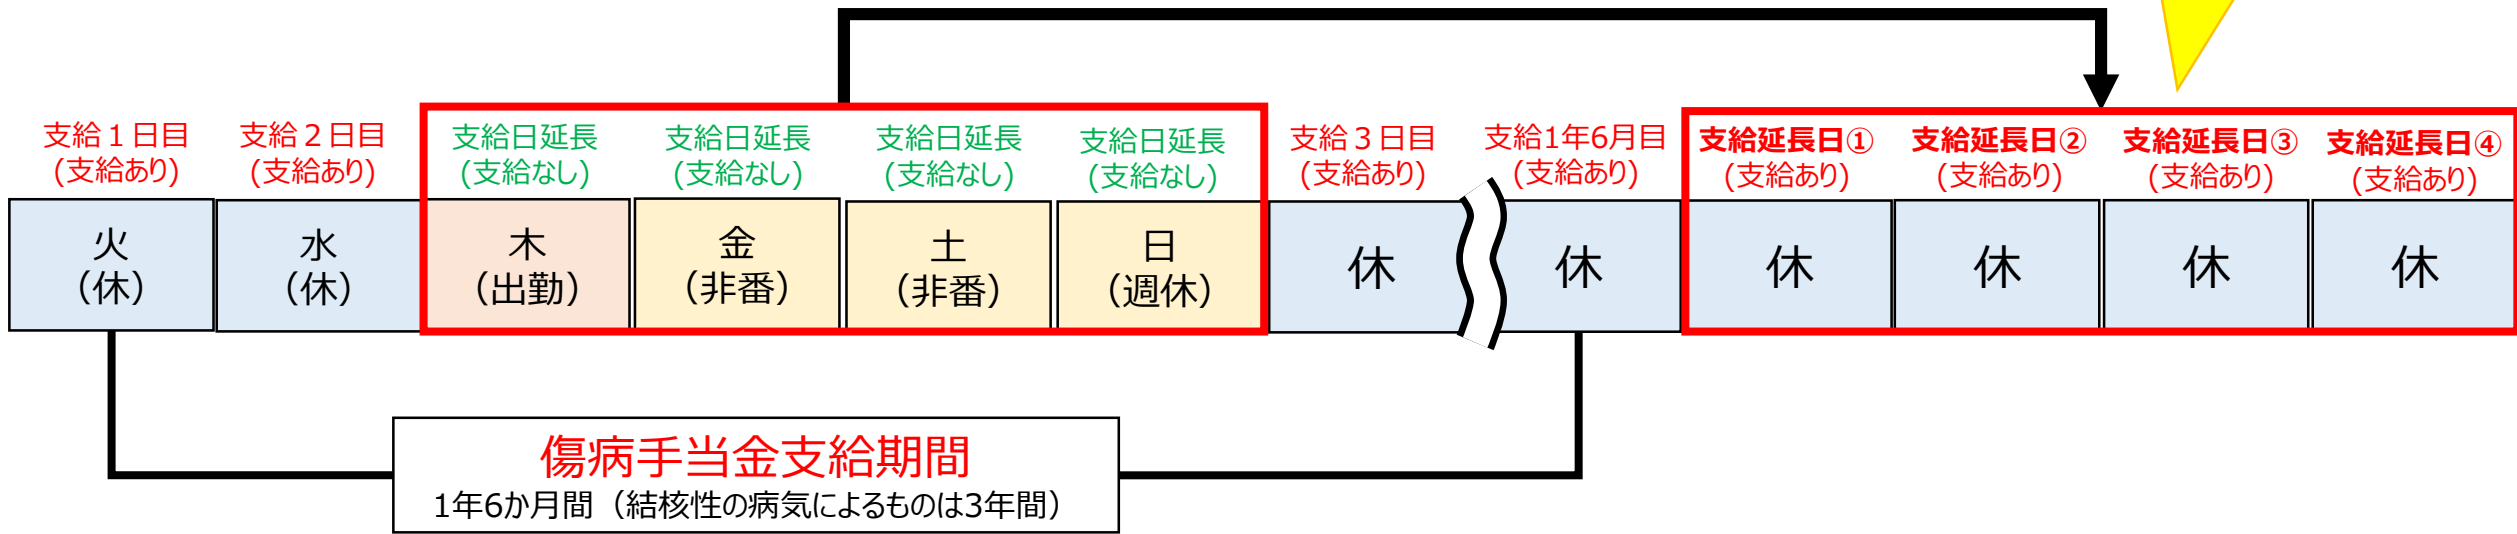 支給１日目
(支給あり)
支給２日目
(支給あり)
支給日延長
(支給なし)
支給日延長
(支給なし)
支給日延長
(支給なし)
支給日延長
(支給なし)
支給３日目
(支給あり)
支給1年6月目
(支給あり)
支給延長日①
(支給あり)
支給延長日②
(支給あり)
支給延長日③
(支給あり)
支給延長日④
(支給あり)
火
（休）
水
（休）
木
（出勤）
金
（非番）
土
（非番）
日
（週休）
休
休
休
休
休
休
傷病手当金支給期間
1年6か月間（結核性の病気によるものは3年間）